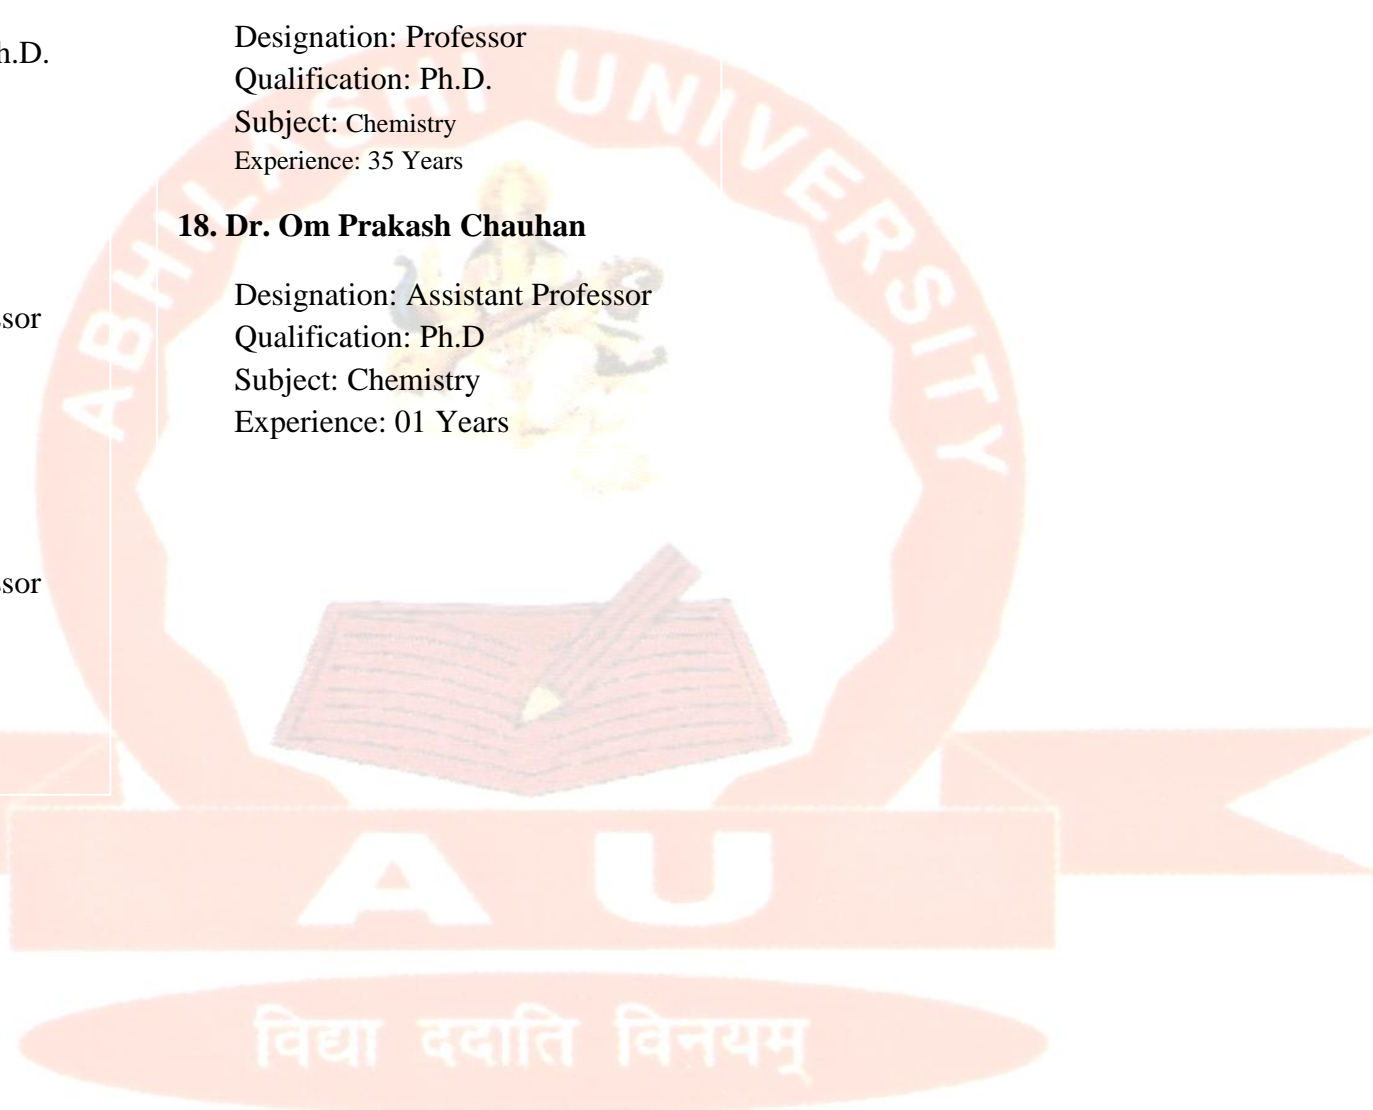 h.D.
ssor
ssor
Designation: Professor
Qualification: Ph.D.
Subject: Chemistry
Experience: 35 Years
18. Dr. Om Prakash Chauhan
Designation: Assistant Professor
Qualification: Ph.D
Subject: Chemistry
Experience: 01 Years
ABHILASHI UNIVERSITY
A U
विद्या ददाति विनयम्